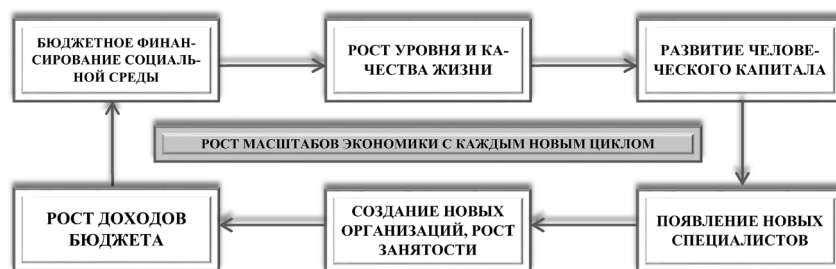 БЮДЖЕТНОЕ ФИНАН-
СИРОВАНИЕ СОЦИАЛЬ-
НОЙ СРЕДЫ
РОСТ УРОВНЯ И КА-
ЧЕСТВА ЖИЗНИ
РАЗВИТИЕ ЧЕЛОВЕ-
ЧЕСКОГО КАПИТАЛА
РОСТ МАСШТАБОВ ЭКОНОМИКИ С КАЖДЫМ НОВЫМ ЦИКЛОМ
РОСТ ДОХОДОВ
БЮДЖЕТА
СОЗДАНИЕ НОВЫХ
ОРГАНИЗАЦИЙ, РОСТ
ЗАНЯТОСТИ
ПОЯВЛЕНИЕ НОВЫХ
СПЕЦИАЛИСТОВ